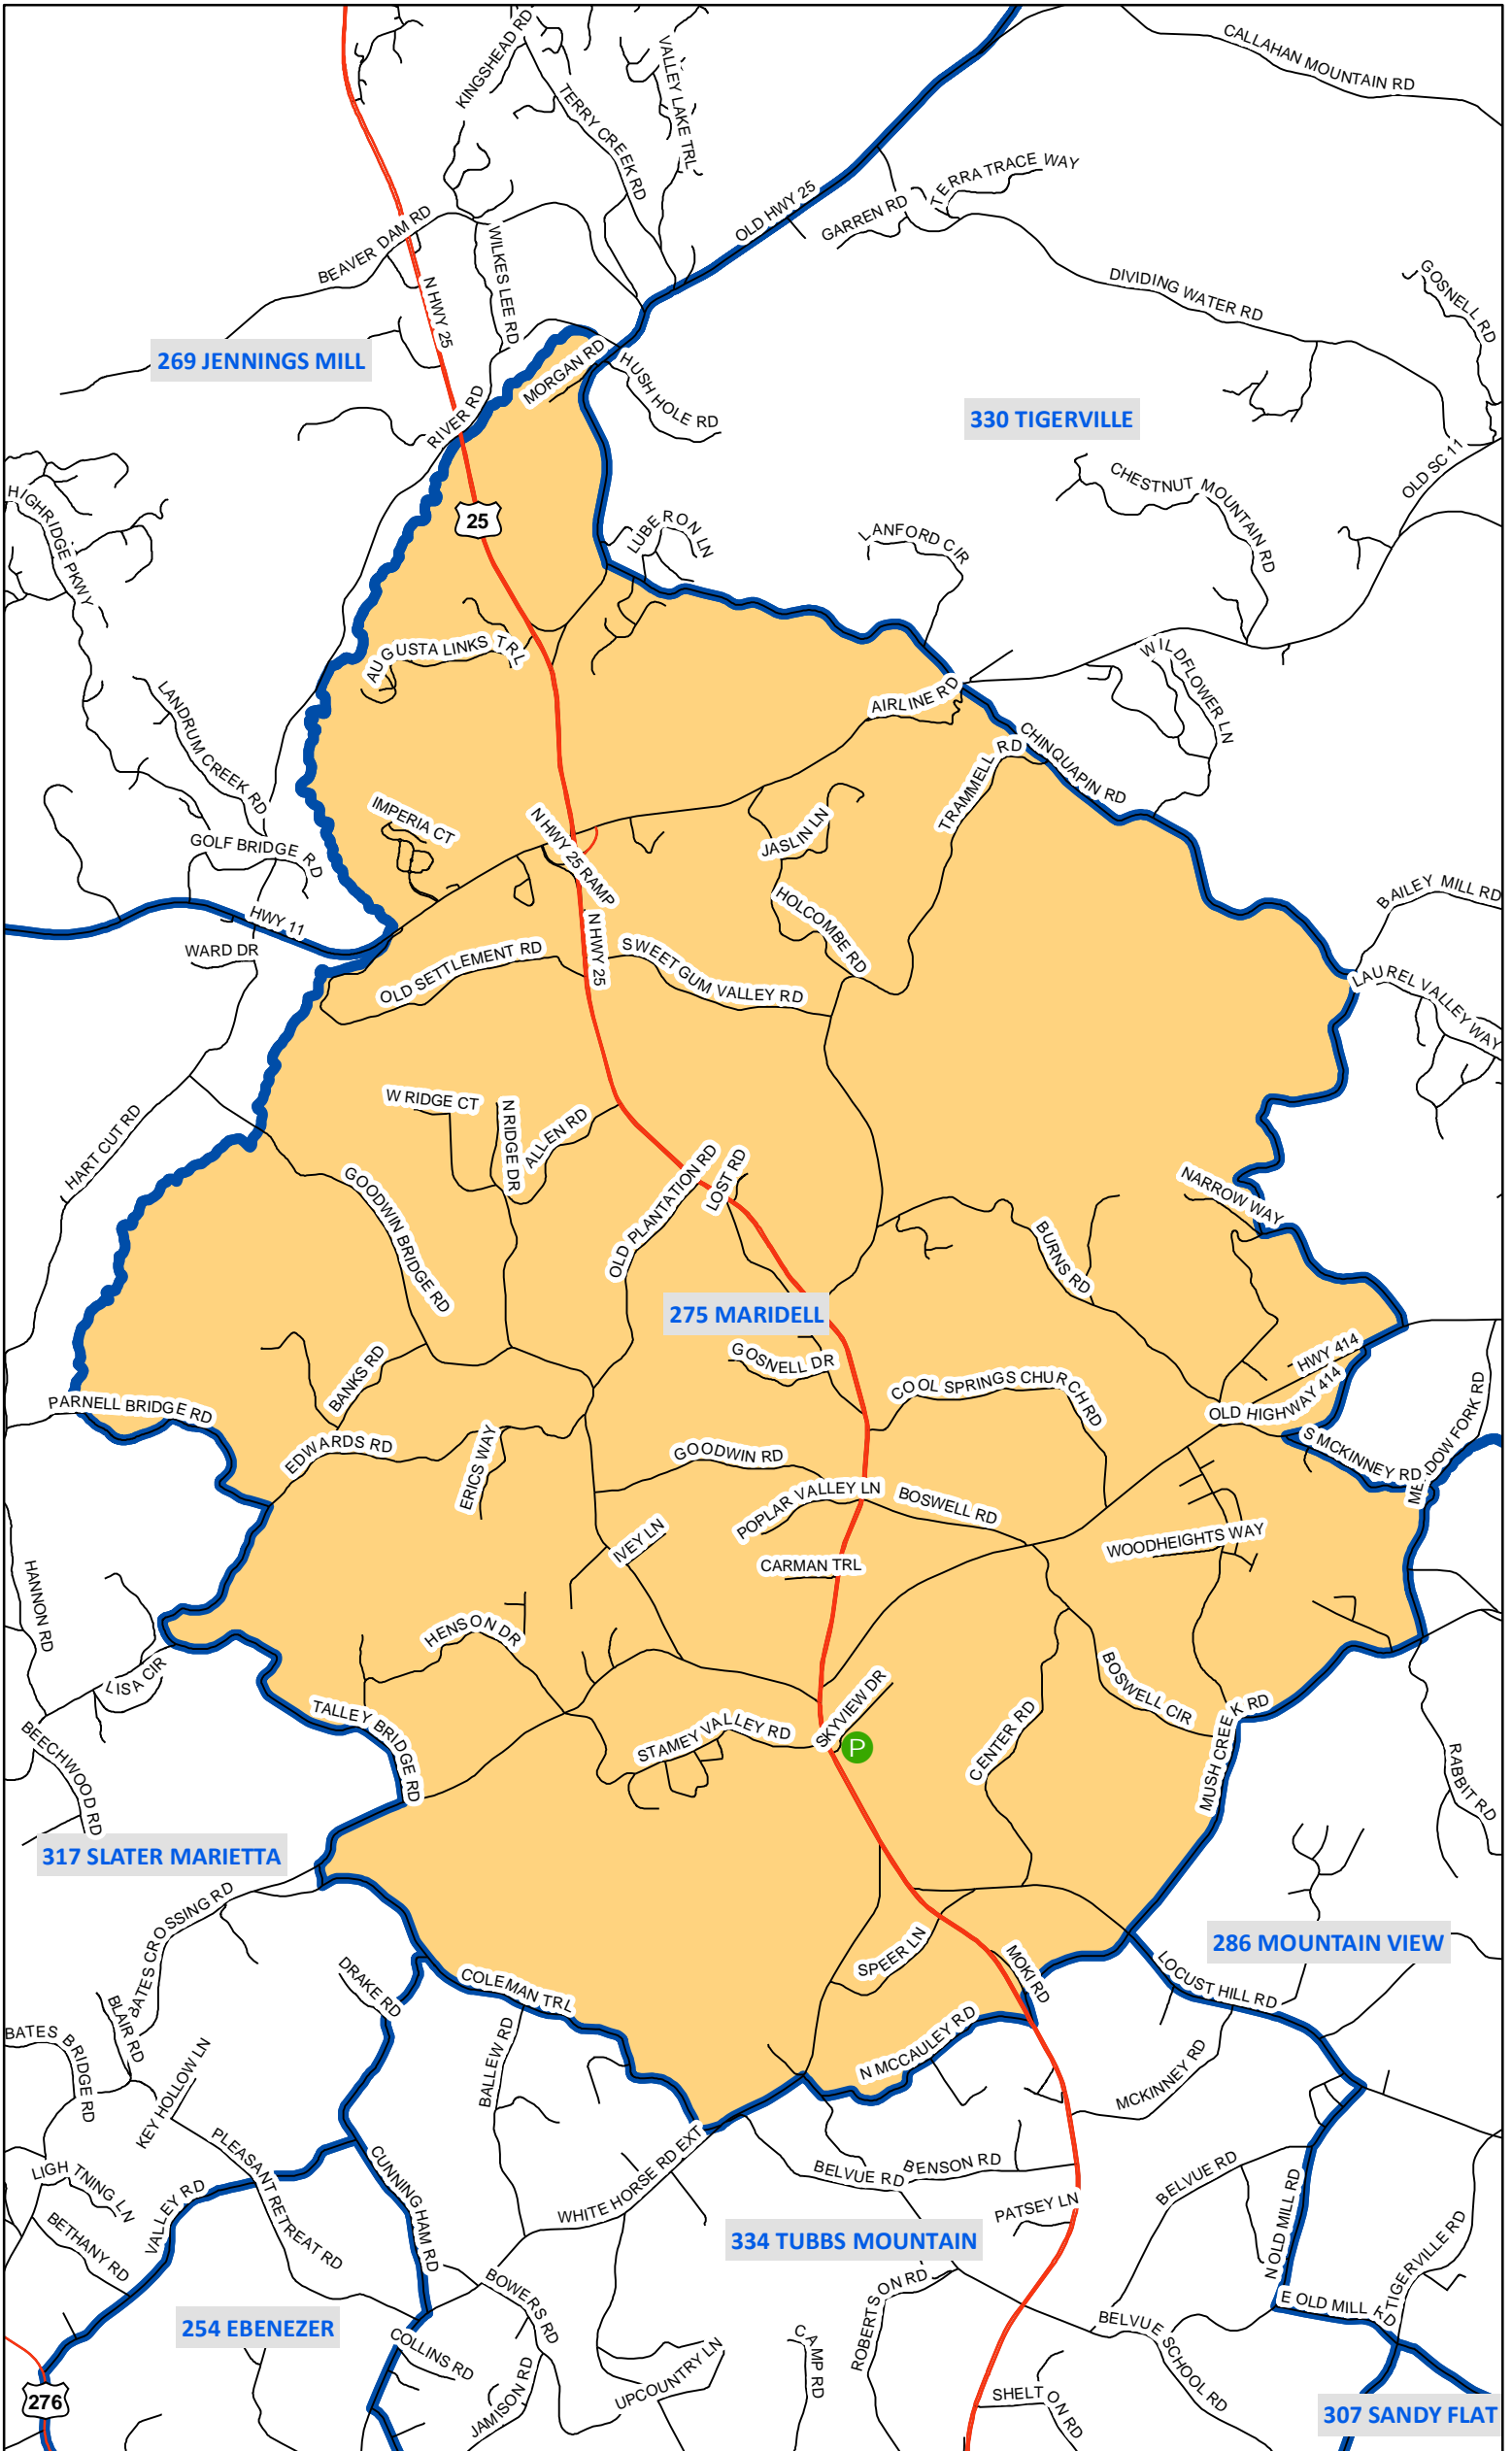 CALLAHAN MOUNTAIN RD
KINGSHEAD RD
VALLEY LAKE TRL
TERRY CREEK RD
TERRA TRACE WAY
OLD HWY 25
GARREN RD
BEAVER DAM RD
WILKES LEE RD
N HWY 25
DIVIDING WATER RD
GOSNELL RD
269 JENNINGS MILL
MORGAN RD
HUSH HOLE RD
RIVER RD
330 TIGERVILLE
OLD SC 11
CHESTNUT MOUNTAIN RD
HIGHRIDGE PKWY
25
LUBERON LN
LANFORD CIR
AUGUSTA LINKS TRL
WILDFLOWER LN
LANDRUM CREEK RD
AIRLINE RD
CHINQUAPIN RD
TRAMMELL RD
IMPERIA CT
N HWY 25 RAMP
JASLIN LN
GOLF BRIDGE RD
HOLCOMBE RD
BAILEY MILL RD
HWY 11
WARD DR
OLD SETTLEMENT RD
N HWY 25
SWEET GUM VALLEY RD
LAUREL VALLEY WAY
W RIDGE CT
N RIDGE DR
ALLEN RD
HART CUT RD
GOODWIN BRIDGE RD
OLD PLANTATION RD
LOST RD
NARROW WAY
BURNS RD
275 MARIDELL
GOSNELL DR
HWY 414
BANKS RD
COOL SPRINGS CHURCH RD
OLD HIGHWAY 414
PARNELL BRIDGE RD
MEADOW FORK RD
EDWARDS RD
ERICS WAY
GOODWIN RD
S MCKINNEY RD
POPLAR VALLEY LN
BOSWELL RD
IVEY LN
WOODHEIGHTS WAY
CARMAN TRL
HANNON RD
HENSON DR
LISA CIR
BOSWELL CIR
TALLEY BRIDGE RD
SKYVIEW DR
P
STAMEY VALLEY RD
CENTER RD
MUSH CREEK RD
BEECHWOOD RD
RABBIT RD
317 SLATER MARIETTA
BATES CROSSING RD
286 MOUNTAIN VIEW
SPEER LN
MOKI RD
LOCUST HILL RD
DRAKE RD
COLEMAN TRL
BLAIR RD
BATES BRIDGE RD
KEY HOLLOW LN
BALLEW RD
N MCCAULEY RD
MCKINNEY RD
PLEASANT RETREAT RD
CUNNINGHAM RD
WHITE HORSE RD EXT
BELVUE RD
BENSON RD
BELVUE RD
LIGHTNING LN
VALLEY RD
BETHANY RD
PATSEY LN
334 TUBBS MOUNTAIN
N OLD MILL RD
TIGERVILLE RD
BOWERS RD
ROBERTSON RD
E OLD MILL RD
254 EBENEZER
COLLINS RD
BELVUE SCHOOL RD
CAMP RD
UPCOUNTRY LN
JAMISON RD
SHELTON RD
276
307 SANDY FLAT